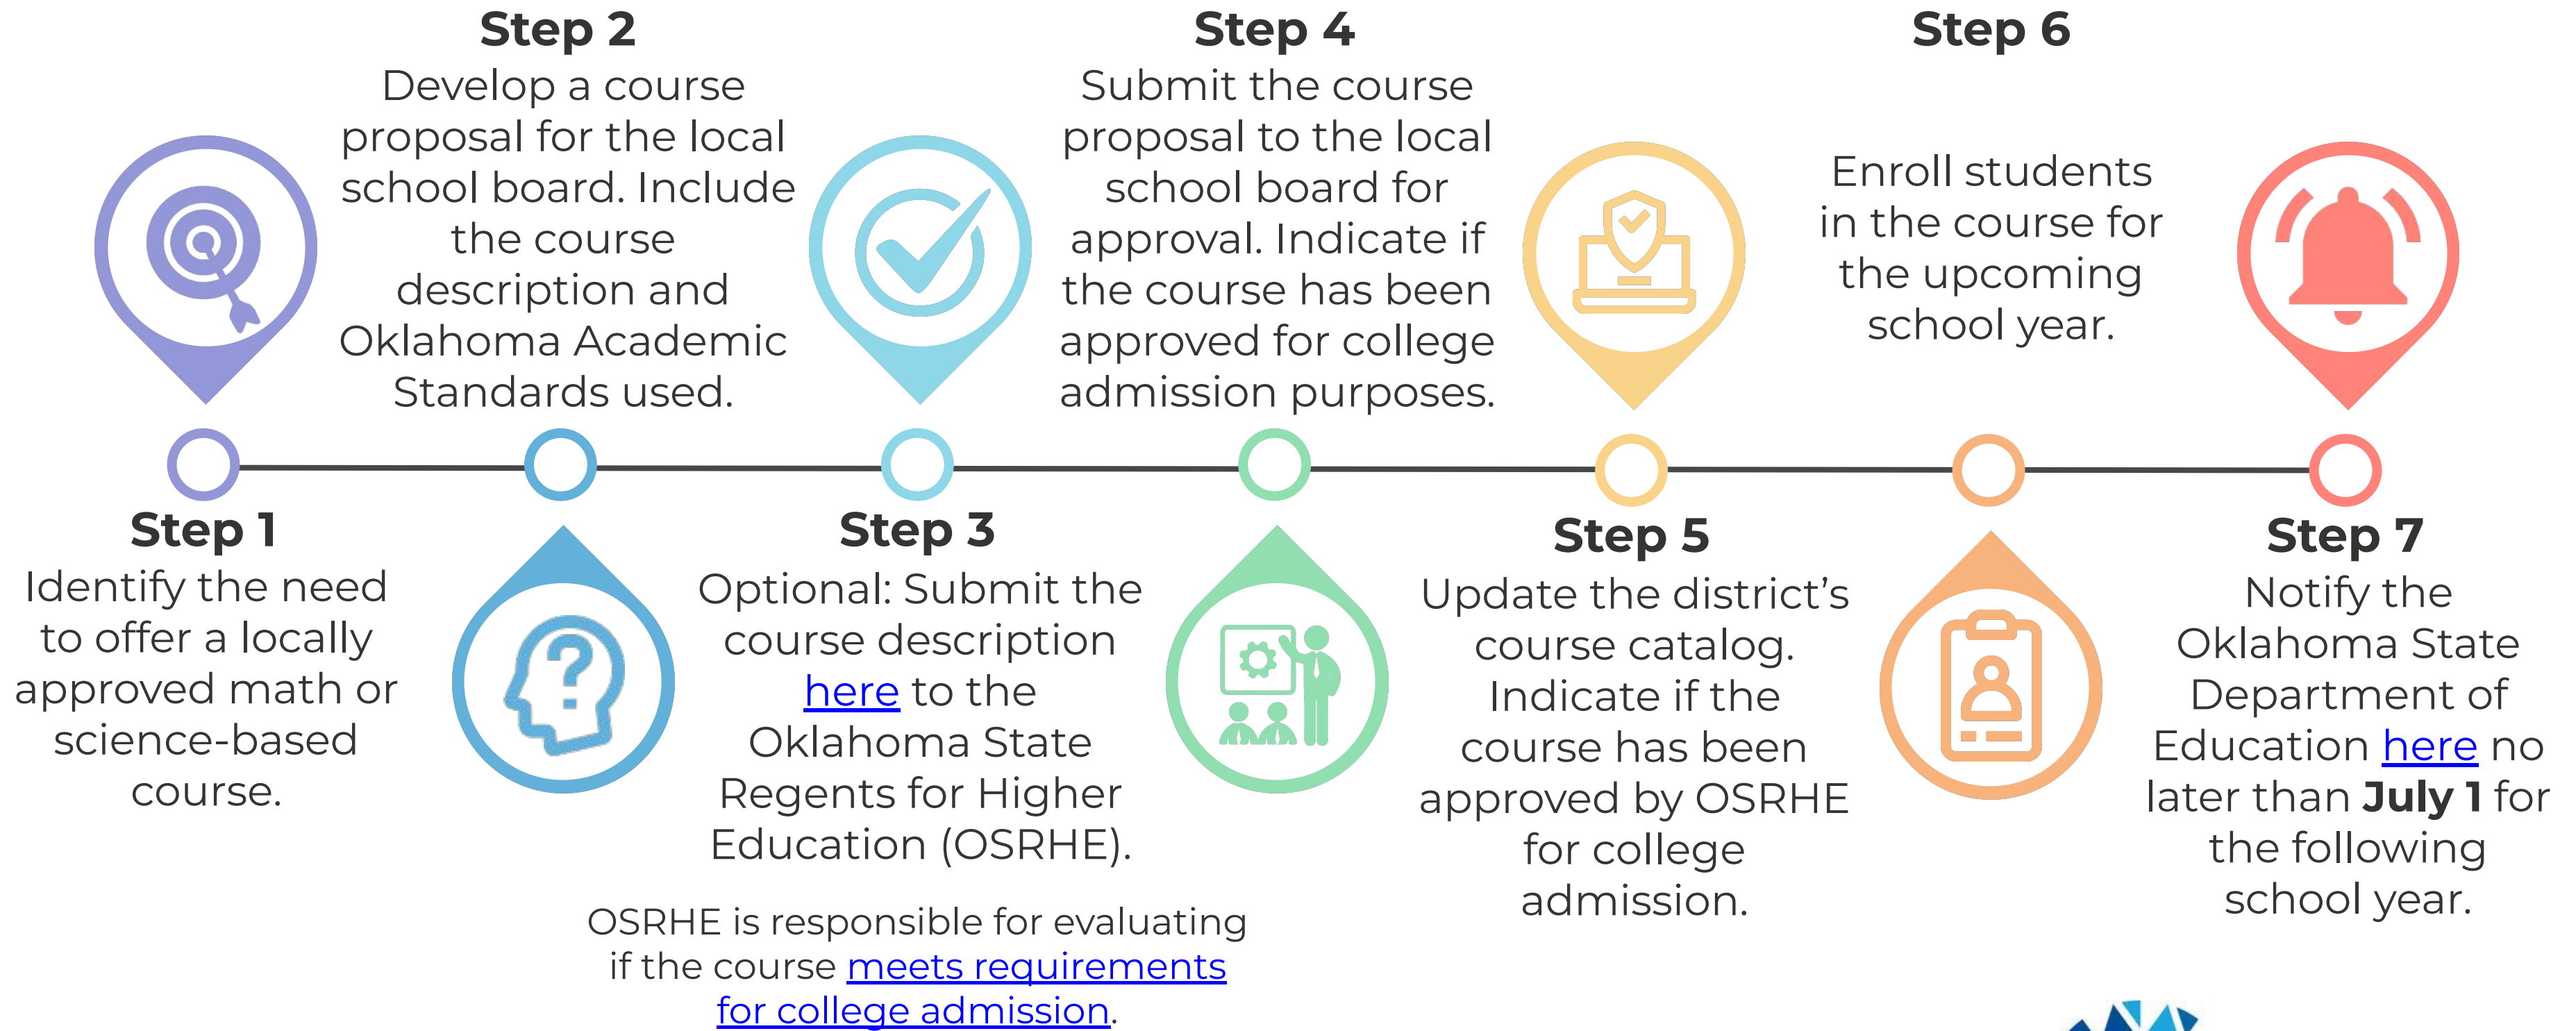 Step 1
Identify the need
to offer a locally
approved math or
science-based
course.
Step 2
Develop a course
proposal for the local
school board. Include
the course
description and
Oklahoma Academic
Standards used.
Step 3
Optional: Submit the
course description
here to the
Oklahoma State
Regents for Higher
Education (OSRHE).
OSRHE is responsible for evaluating
if the course meets requirements
for college admission.
Step 4
Submit the course
proposal to the local
school board for
approval. Indicate if
the course has been
approved for college
admission purposes.
Step 5
Update the district’s
course catalog.
Indicate if the
course has been
approved by OSRHE
for college
admission.
Step 6
Enroll students
in the course for
the upcoming
school year.
Step 7
Notify the
Oklahoma State
Department of
Education here no
later than July 1 for
the following
school year.